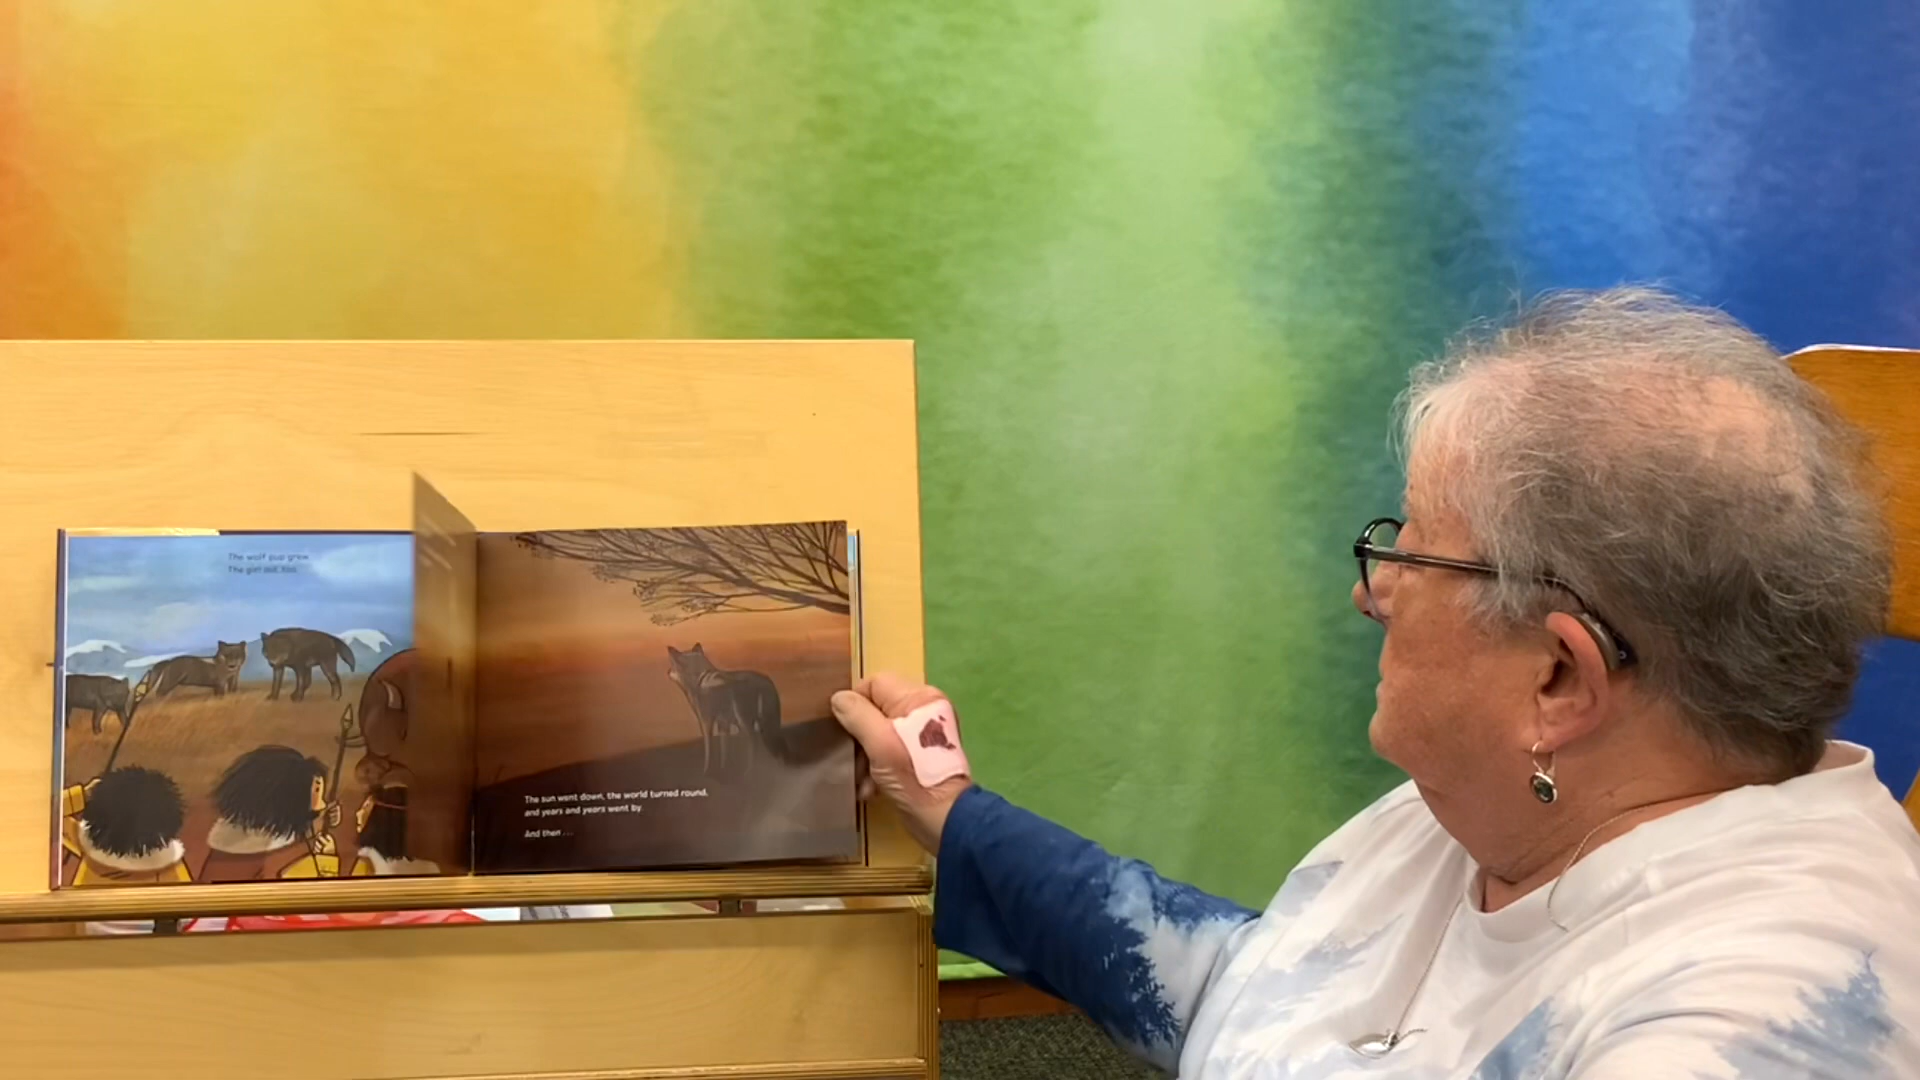 The wolf pup grew.
The girl did, too.
The sun went down, the world turned round,
and years and years went by.
And then . . .